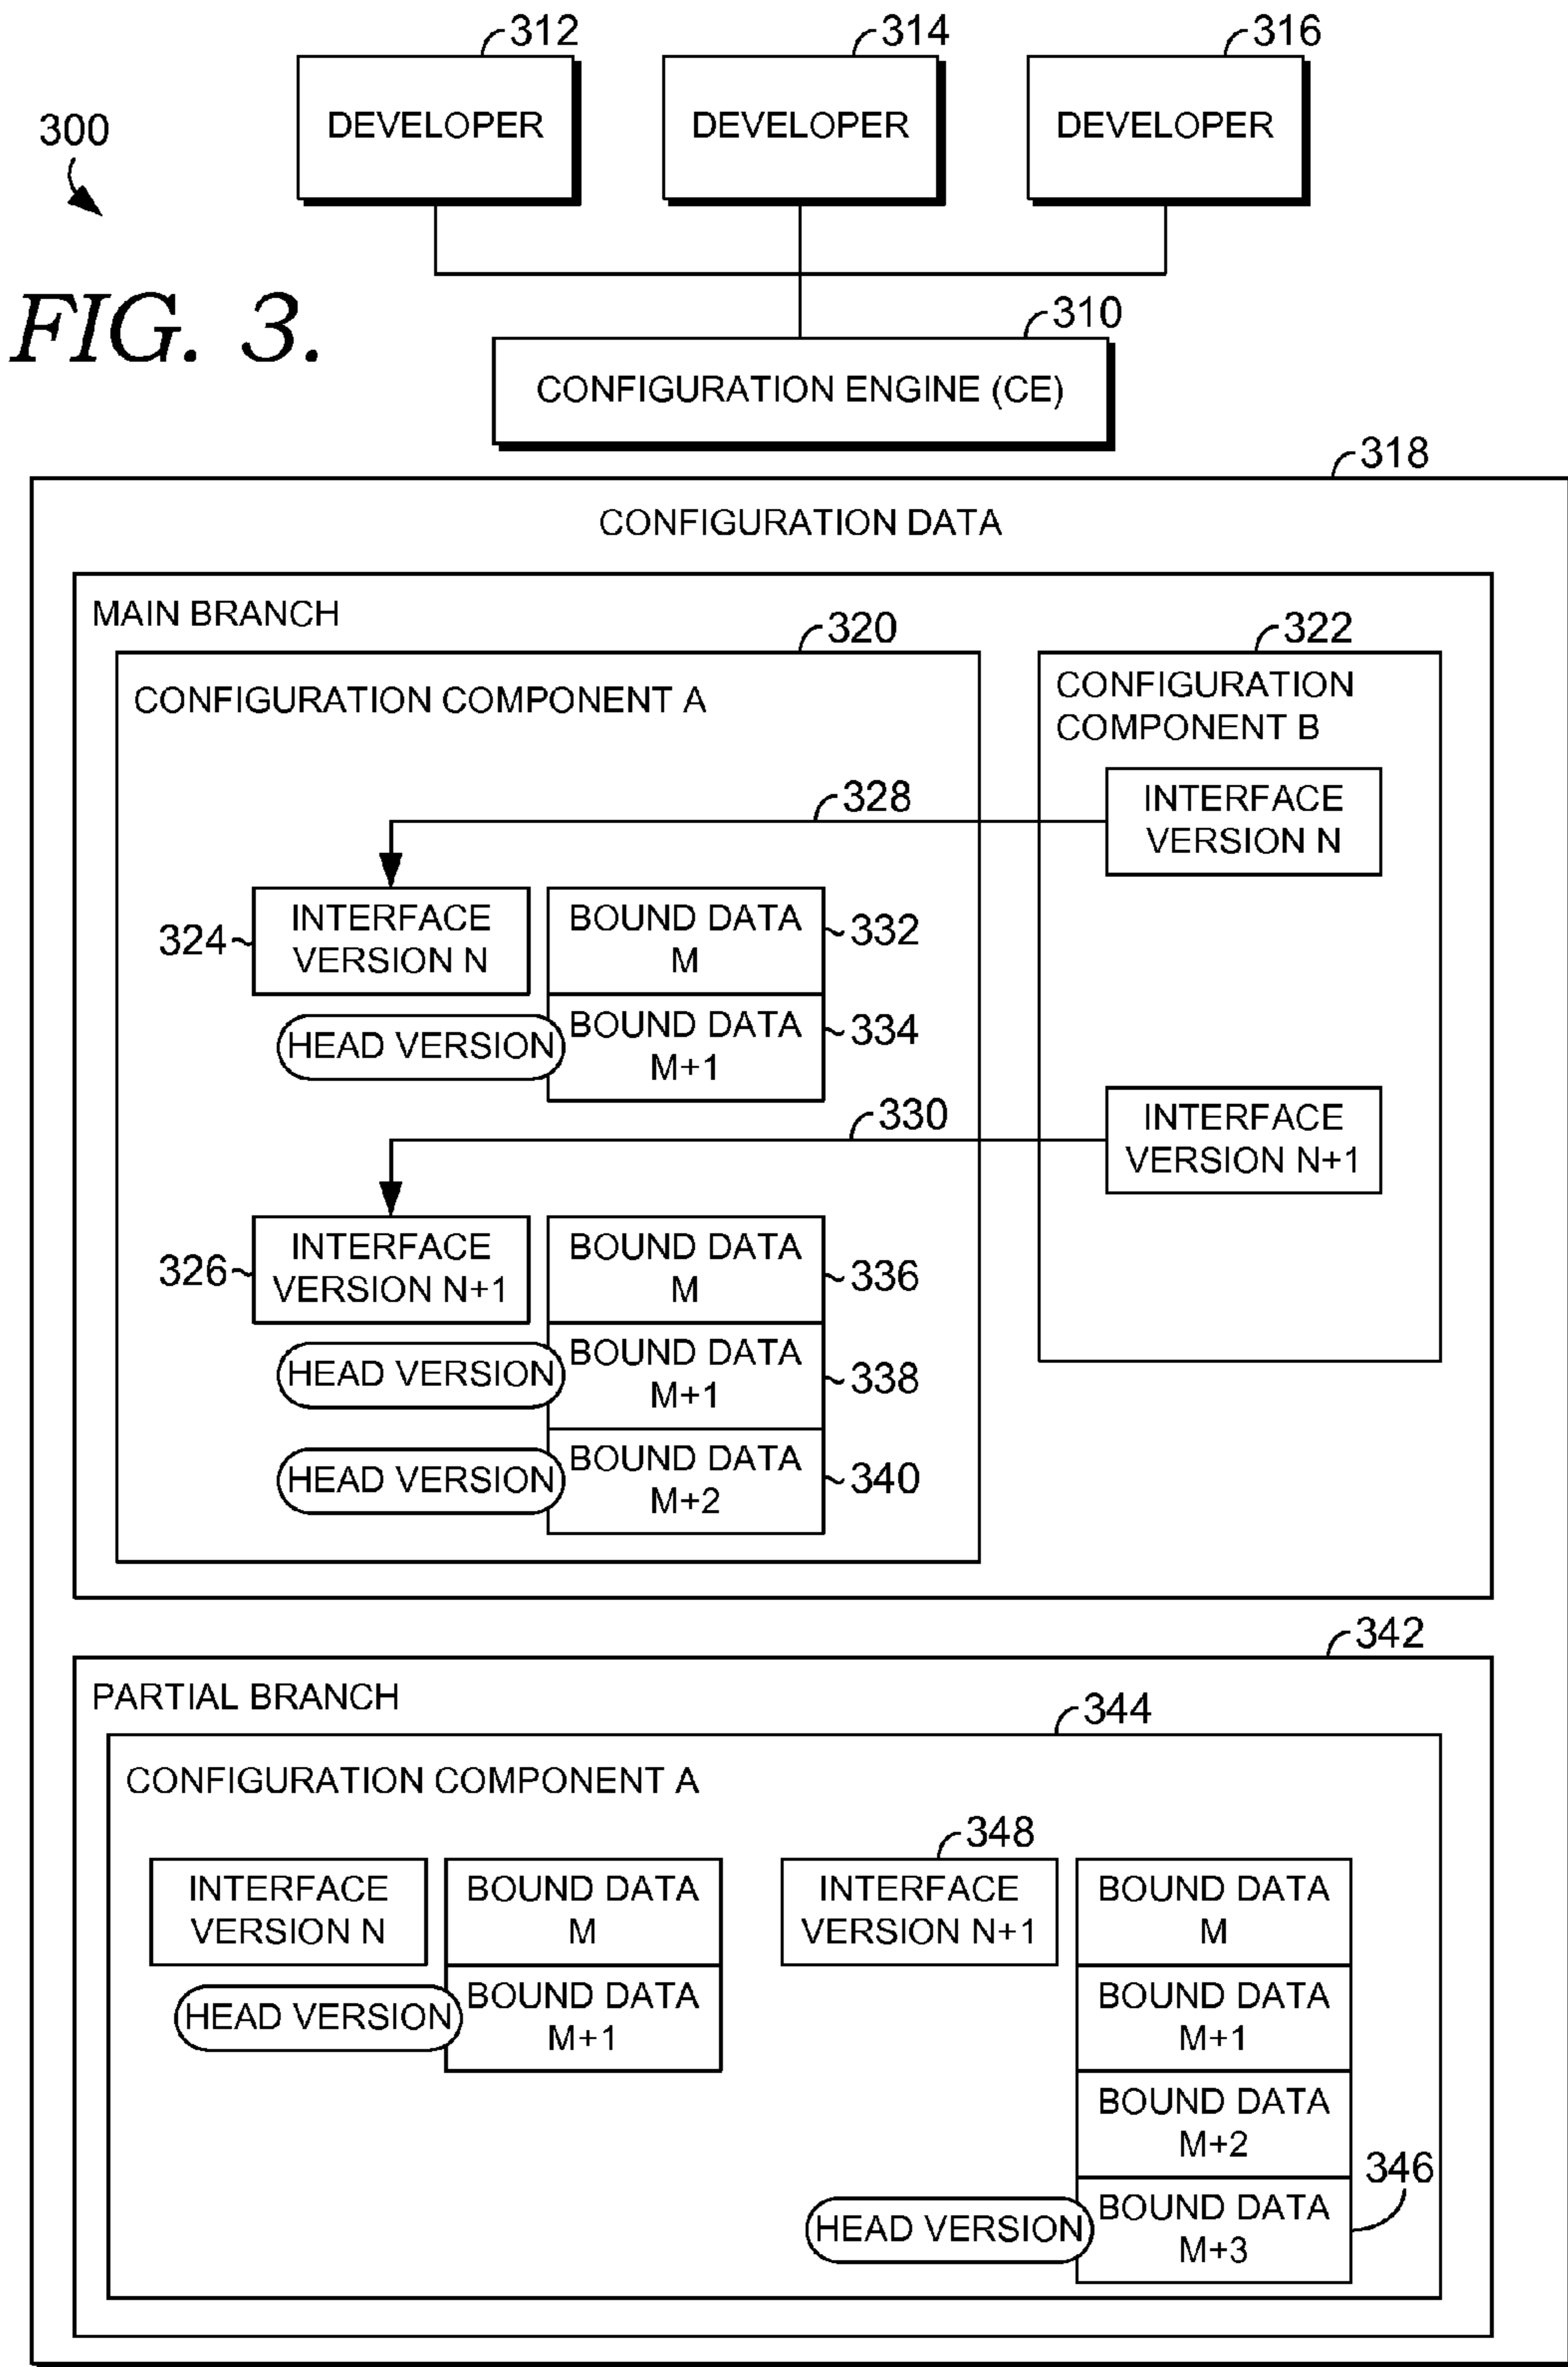 312
314
316
DEVELOPER
DEVELOPER
DEVELOPER
300
FIG. 3.
310
CONFIGURATION ENGINE (CE)
318
CONFIGURATION DATA
MAIN BRANCH
320
322
CONFIGURATION COMPONENT A
CONFIGURATION
COMPONENT B
328
INTERFACE
VERSION N
324
INTERFACE
VERSION N
BOUND DATA
M
332
HEAD VERSION
BOUND DATA
M+1
334
330
INTERFACE
VERSION N+1
326
INTERFACE
VERSION N+1
BOUND DATA
M
336
HEAD VERSION
BOUND DATA
M+1
338
HEAD VERSION
BOUND DATA
M+2
340
342
PARTIAL BRANCH
344
CONFIGURATION COMPONENT A
348
INTERFACE
VERSION N
BOUND DATA
M
HEAD VERSION
BOUND DATA
M+1
INTERFACE
VERSION N+1
BOUND DATA
M
BOUND DATA
M+1
BOUND DATA
M+2
346
HEAD VERSION
BOUND DATA
M+3